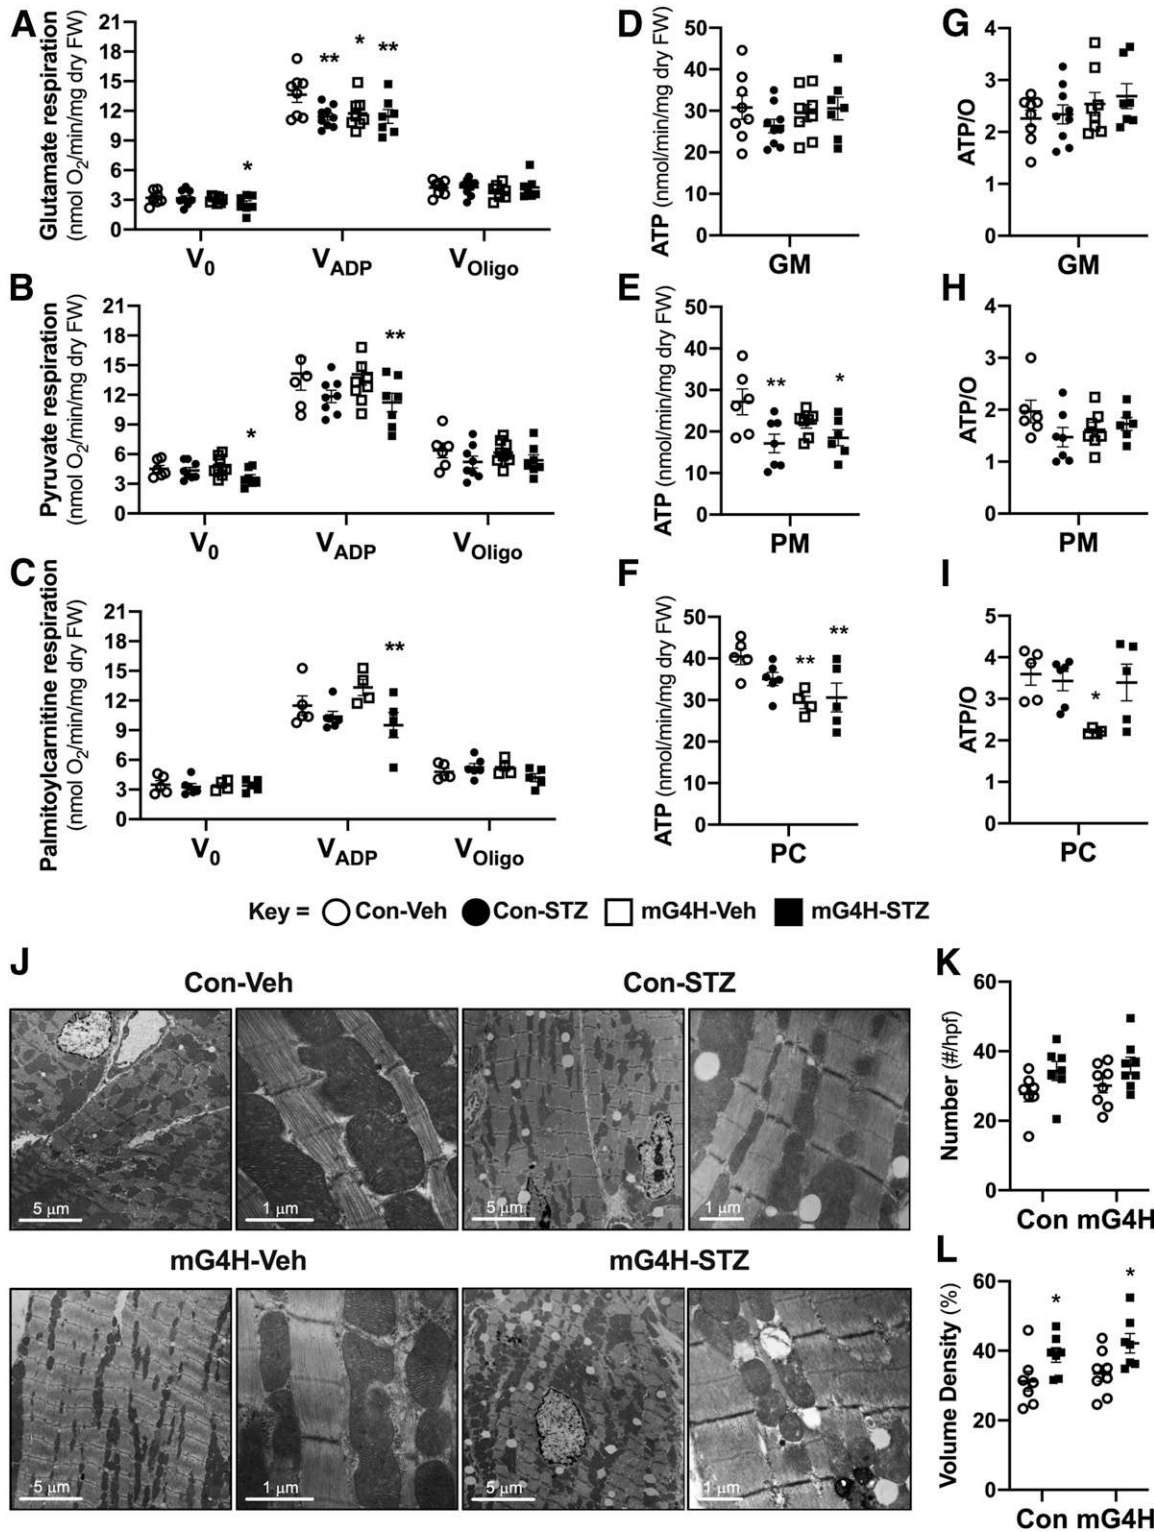 A
Glutamate respiration
(nmol O2/min/mg dry FW)
21
18
15
12
9
6
3
0
*
**
*
**
V0
VADP
VOligo
D
ATP (nmol/min/mg dry FW)
50
40
30
20
10
0
GM
G
ATP/O
4
3
2
1
0
GM
B
Pyruvate respiration
(nmol O2/min/mg dry FW)
21
18
15
12
9
6
3
0
*
**
V0
VADP
VOligo
E
ATP (nmol/min/mg dry FW)
50
40
30
20
10
0
**
*
PM
H
ATP/O
4
3
2
1
0
PM
C
Palmitoylcarnitine respiration
(nmol O2/min/mg dry FW)
21
18
15
12
9
6
3
0
**
V0
VADP
VOligo
F
ATP (nmol/min/mg dry FW)
50
40
30
20
10
0
**
**
PC
I
ATP/O
5
4
3
2
1
0
*
PC
Key = Con-Veh Con-STZ mG4H-Veh mG4H-STZ
J
Con-Veh
Con-STZ
5 µm
1 µm
5 µm
1 µm
mG4H-Veh
mG4H-STZ
5 µm
1 µm
5 µm
1 µm
K
Number (#/hpf)
60
40
20
0
Con mG4H
L
Volume Density (%)
60
40
20
0
*
*
Con mG4H